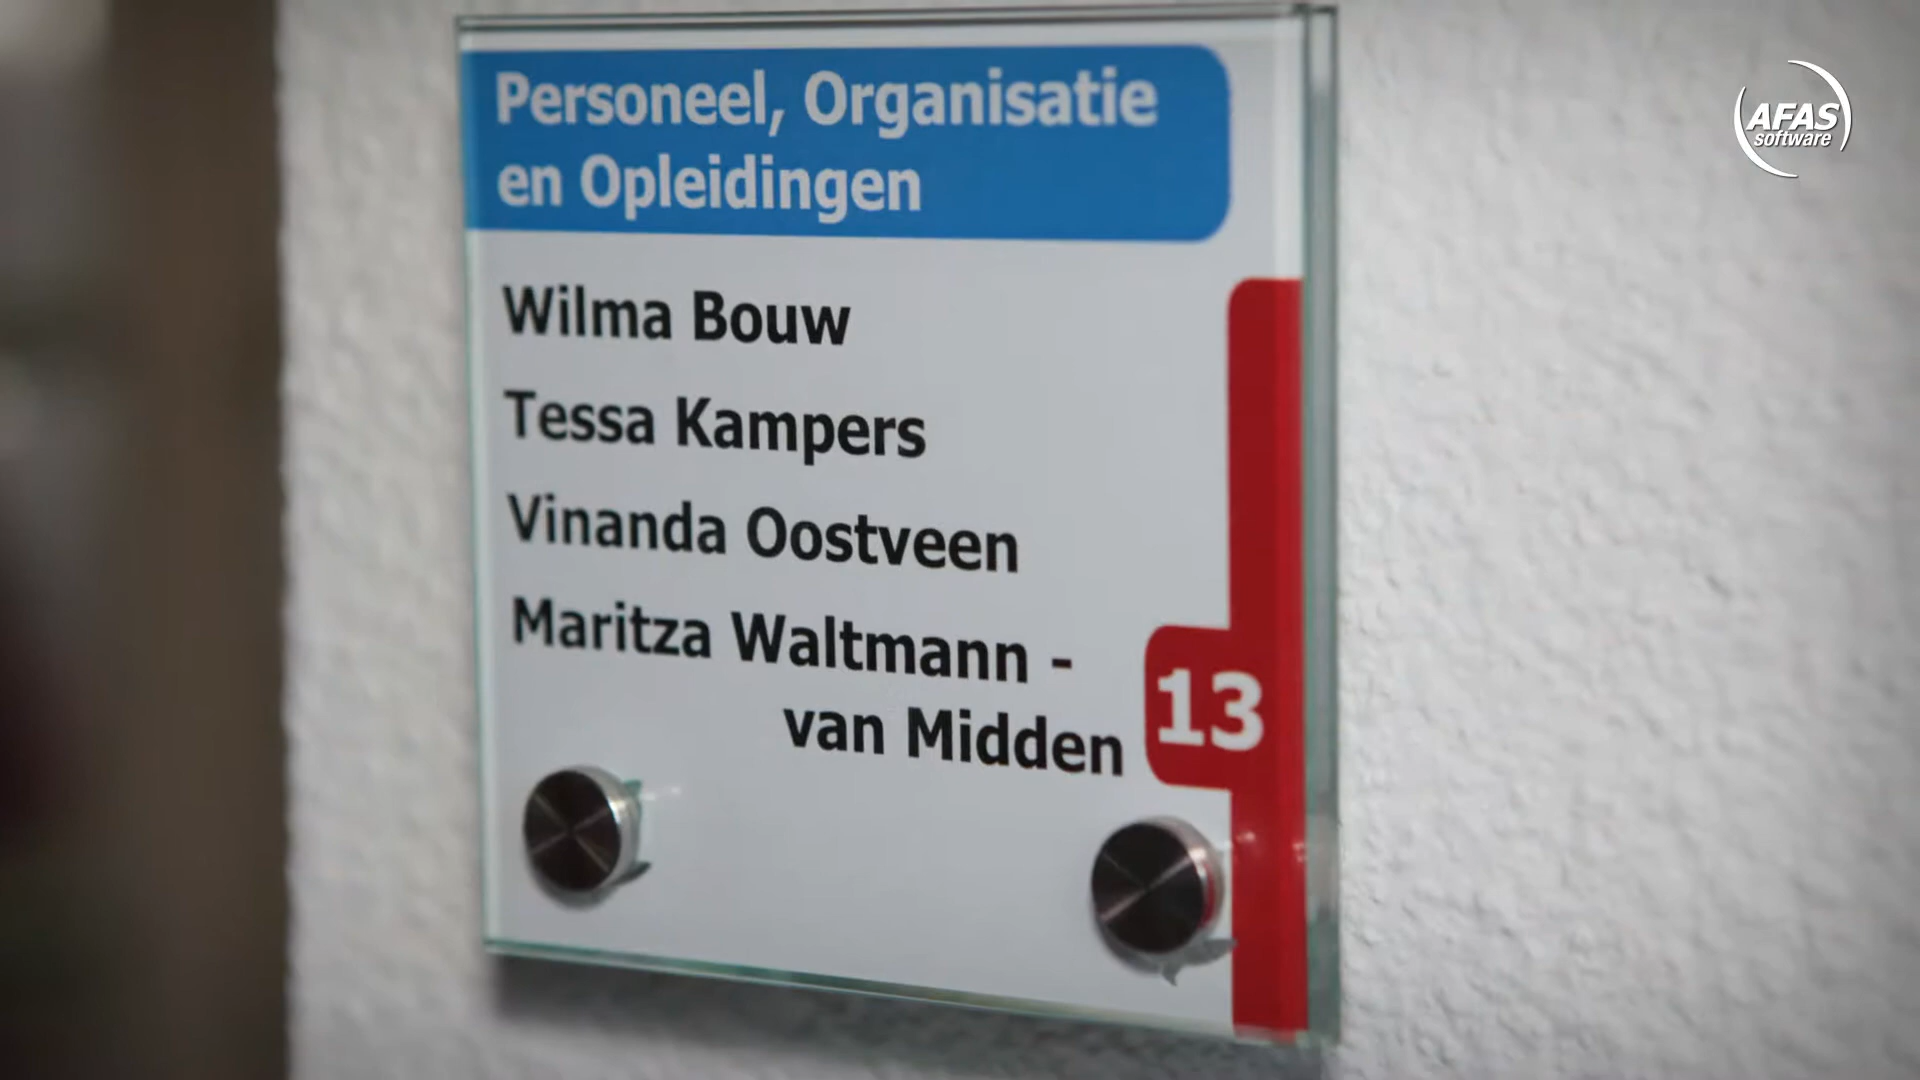 Personeel, Organisatie
en Opleidingen
Wilma Bouw
Tessa Kampers
Vinanda Oostveen
Maritza Waltmann -
van Midden
13
AFAS
software